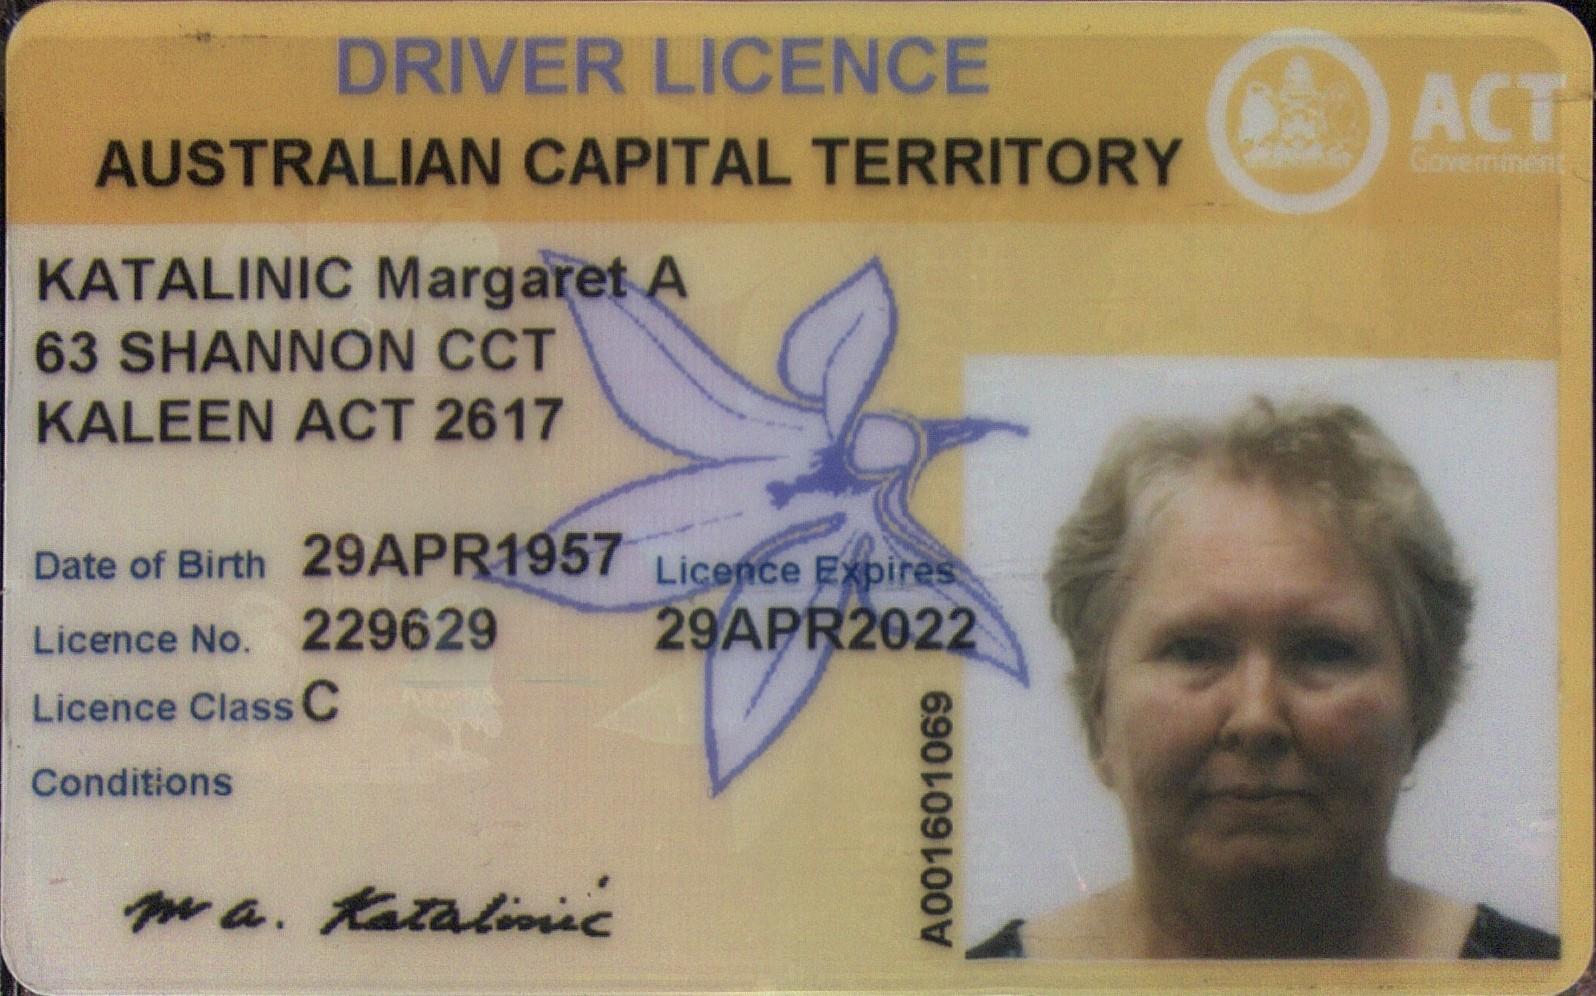 DRIVER LICENCE
AUSTRALIAN CAPITAL TERRITORY
ACT
Government
KATALINIC Margaret A
63 SHANNON CCT
KALEEN ACT 2617
Date of Birth 29APR1957
Licence Expires
Licence No. 229629
29APR2022
Licence Class C
Conditions
A001601069
M a. Katalinic